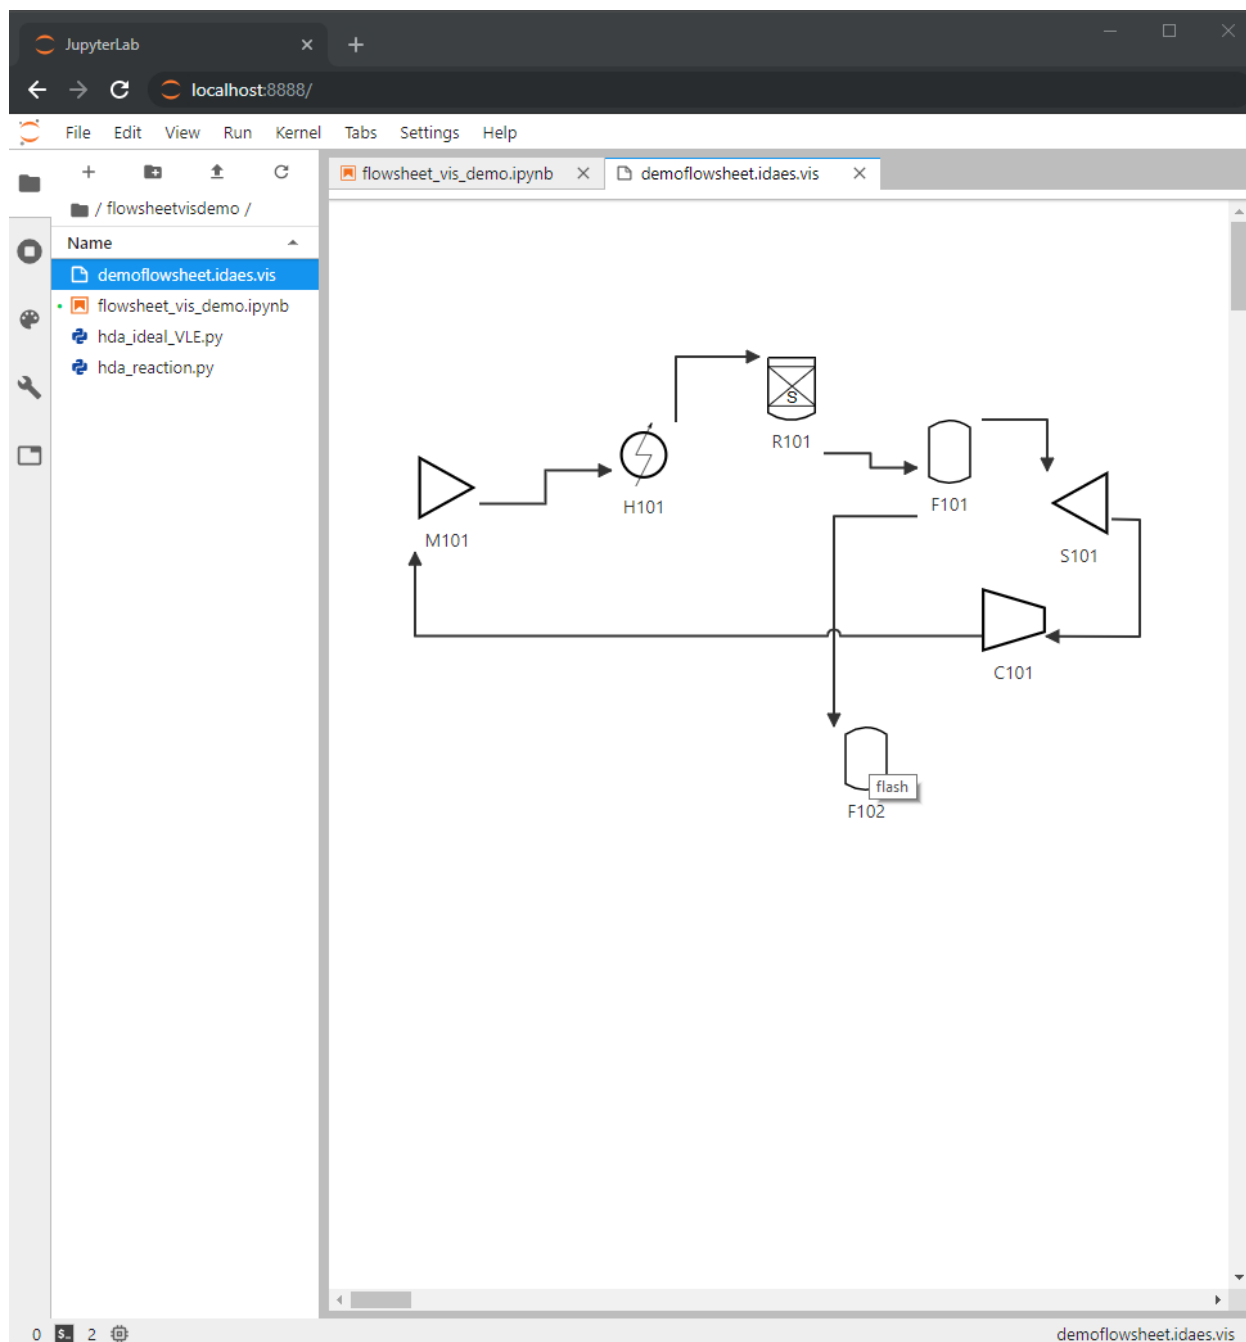 JupyterLab
localhost:8888/
File Edit View Run Kernel Tabs Settings Help
flowsheet_vis_demo.ipynb
demoflowsheet.idaes.vis
/ flowsheetvisdemo /
Name
demoflowsheet.idaes.vis
flowsheet_vis_demo.ipynb
hda_ideal_VLE.py
hda_reaction.py
S
R101
H101
F101
M101
S101
C101
flash
F102
0
2
demoflowsheet.idaes.vis